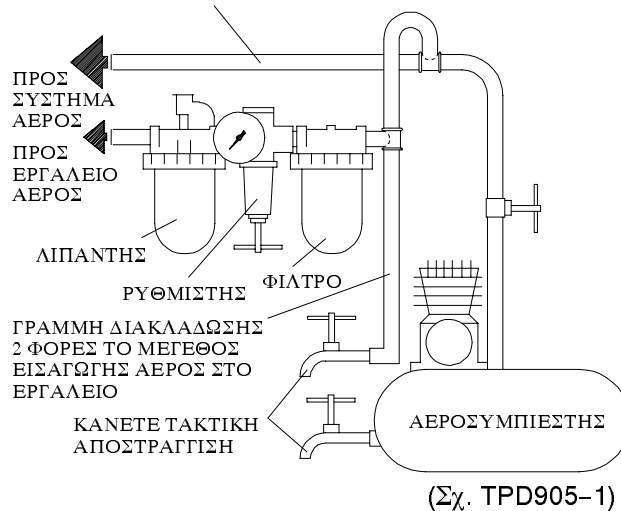 ΠΡΟΣ
ΣΥΣΤΗΜΑ
ΑΕΡΟΣ
ΠΡΟΣ
ΕΡΓΑΛΕΙΟ
ΑΕΡΟΣ
ΛΙΠΑΝΤΗΣ
ΡΥΘΜΙΣΤΗΣ
ΦΙΛΤΡΟ
ΓΡΑΜΜΗ ΔΙΑΚΛΑΔΩΣΗΣ
2 ΦΟΡΕΣ ΤΟ ΜΕΓΕΘΟΣ
ΕΙΣΑΓΩΓΗΣ ΑΕΡΟΣ ΣΤΟ
ΕΡΓΑΛΕΙΟ
ΚΑΝΕΤΕ ΤΑΚΤΙΚΗ
ΑΠΟΣΤΡΑΓΓΙΣΗ
ΑΕΡΟΣΥΜΠΙΕΣΤΗΣ
(Σχ. TPD905-1)